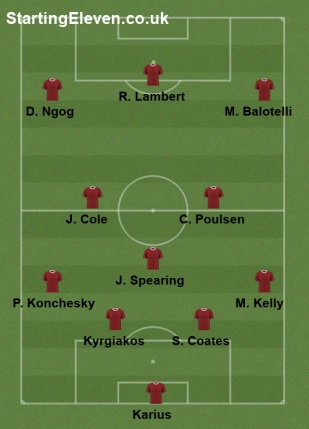 StartingEleven.co.uk
R. Lambert
D. Ngog
M. Balotelli
J. Cole
C. Poulsen
J. Spearing
P. Konchesky
M. Kelly
Kyrgiakos
S. Coates
Karius